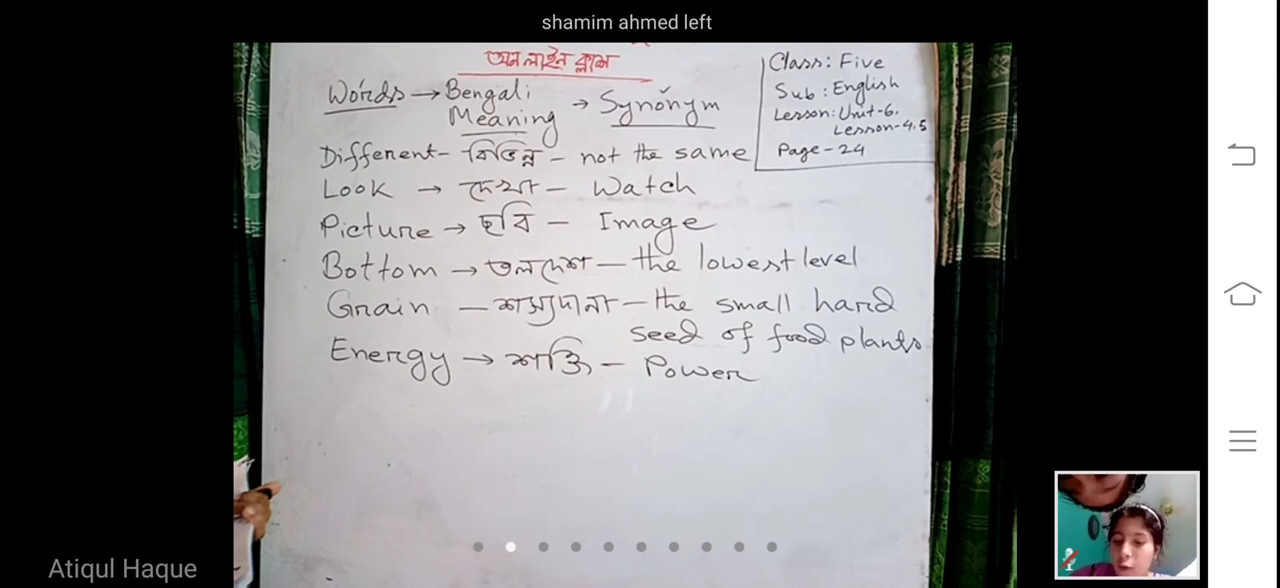 shamim ahmed left
অন লাইন ক্লাস
Class: Five
Sub: English
Lesson: Unit-6,
Lesson-4,5
Page-24
Words → Bengali Meaning → Synonym
Different- বিভিন্ন - not the same
Look → দেখা - Watch
Picture → ছবি - Image
Bottom → তলদেশ - the lowest level
Grain - শস্যদানা - the small hard
seed of food plants
Energy → শক্তি - Power
Atiqul Haque